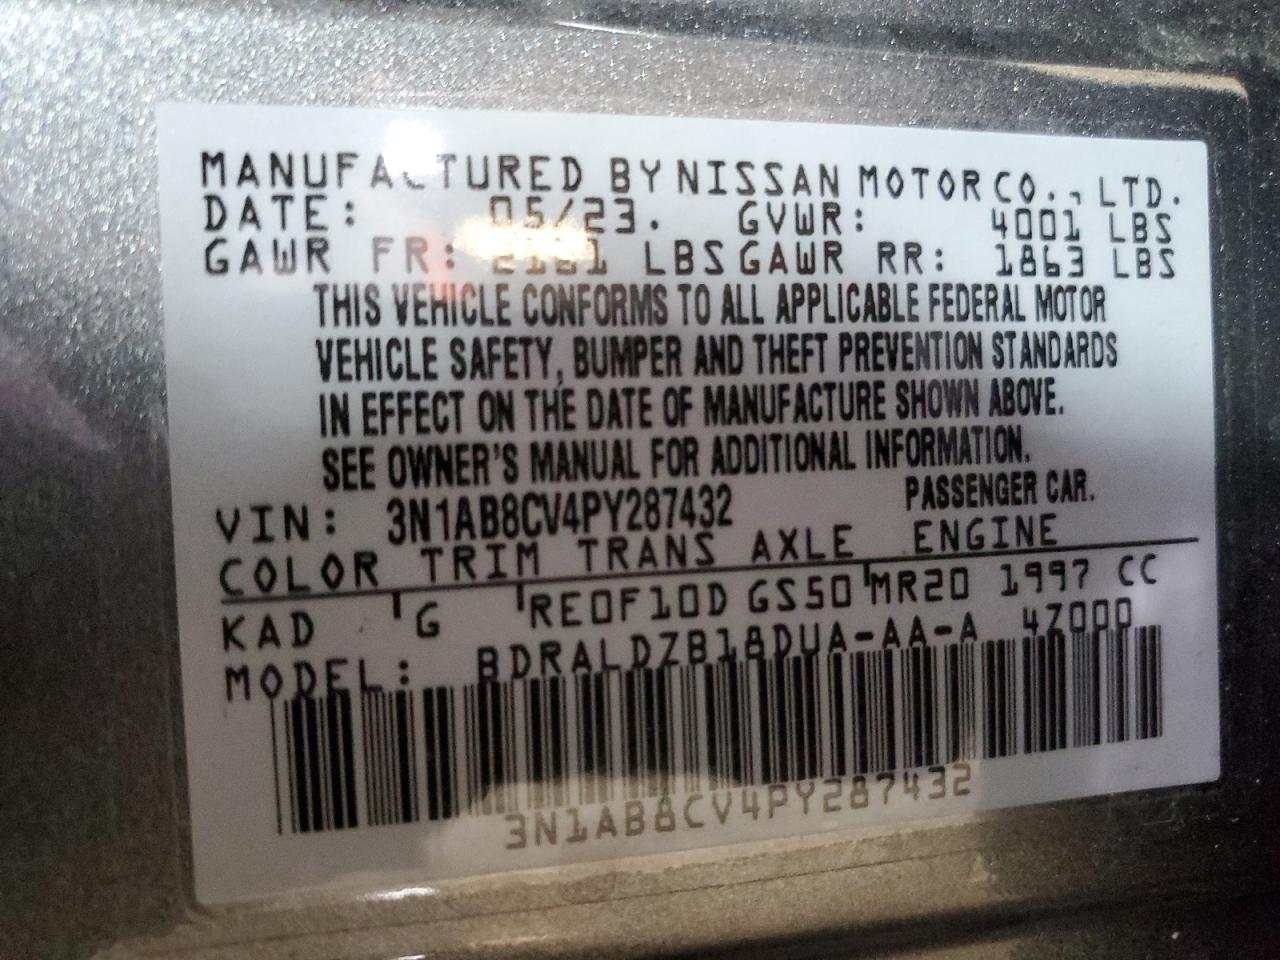 MANUFACTURED BY NISSAN MOTOR CO., LTD.
DATE: 05/23. GVWR: 4001 LBS
GAWR FR: LBS GAWR RR: 1863 LBS
THIS VEHICLE CONFORMS TO ALL APPLICABLE FEDERAL MOTOR
VEHICLE SAFETY, BUMPER AND THEFT PREVENTION STANDARDS
IN EFFECT ON THE DATE OF MANUFACTURE SHOWN ABOVE.
SEE OWNER'S MANUAL FOR ADDITIONAL INFORMATION.
VIN: 3N1AB8CV4PY287432 PASSENGER CAR.
COLOR TRIM TRANS AXLE ENGINE
KAD G RE0F10D GS50 MR20 1997 CC
MODEL: BDRALDZB18DUA-AA-A 4Z000
3N1AB8CV4PY287432